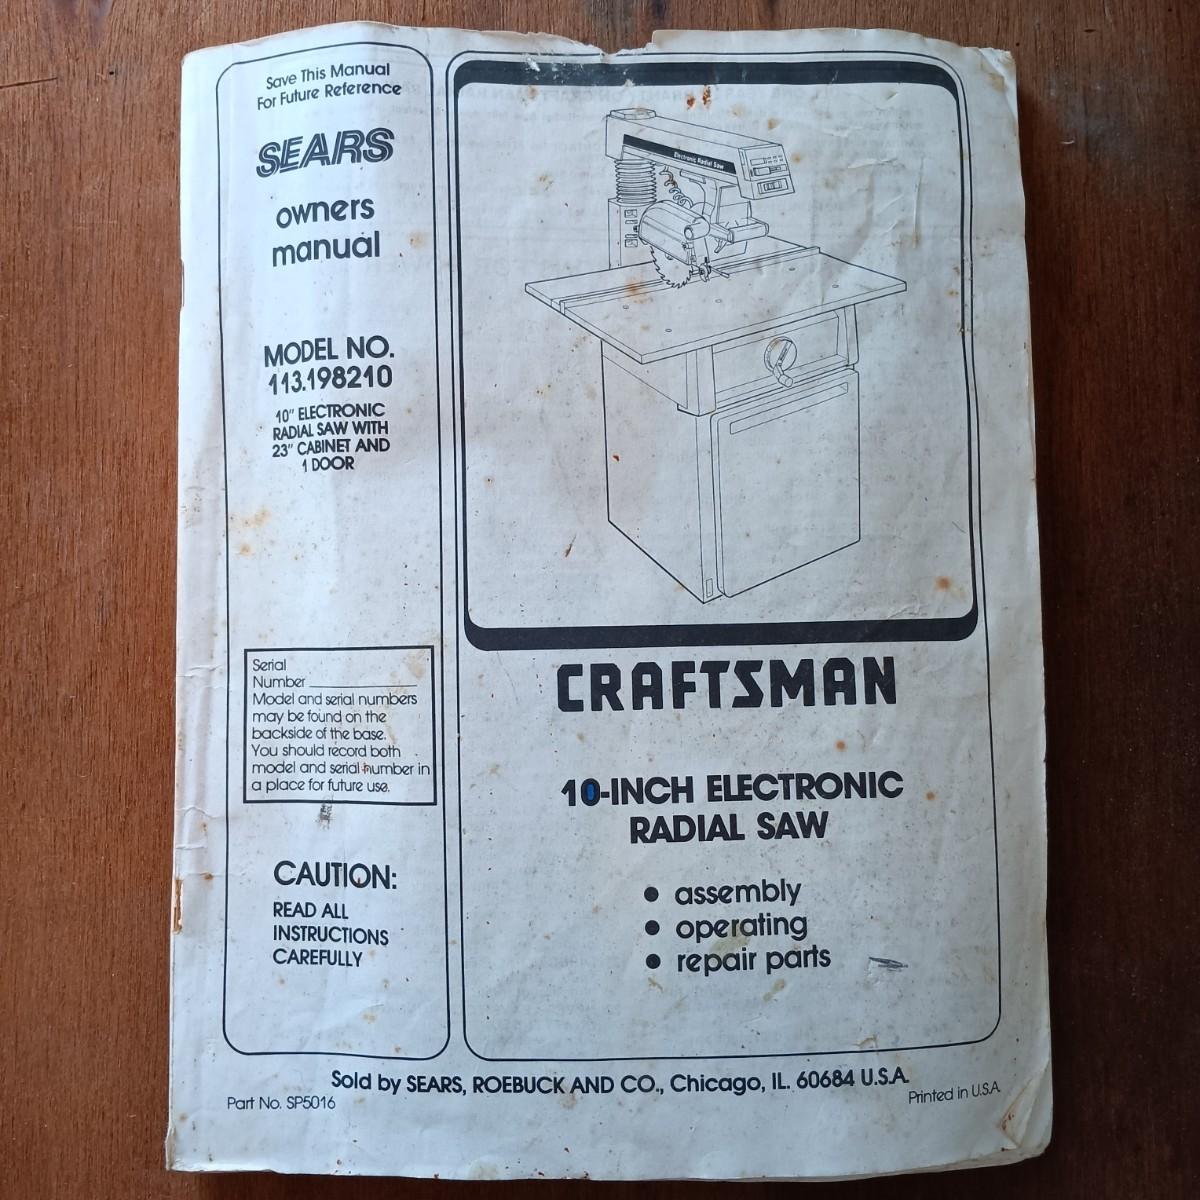 Save This Manual
For Future Reference
SEARS
owners
manual
MODEL NO.
113.198210
10" ELECTRONIC
RADIAL SAW WITH
23" CABINET AND
1 DOOR
Serial
Number
Model and serial numbers
may be found on the
backside of the base.
You should record both
model and serial number in
a place for future use.
CAUTION:
READ ALL
INSTRUCTIONS
CAREFULLY
Electronic Radial Saw
CRAFTSMAN
10-INCH ELECTRONIC
RADIAL SAW
• assembly
• operating
• repair parts
Sold by SEARS, ROEBUCK AND CO., Chicago, IL. 60684 U.S.A.
Part No. SP5016
Printed in U.S.A.